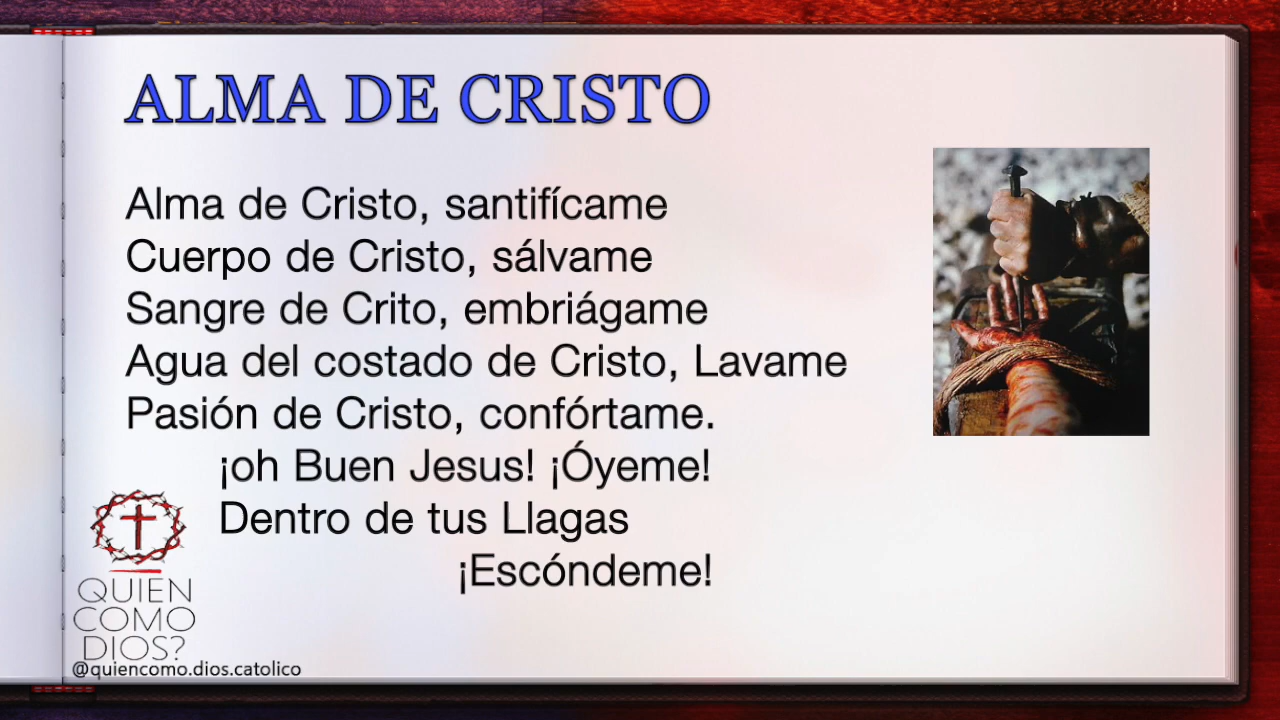 ALMA DE CRISTO
Alma de Cristo, santifícame
Cuerpo de Cristo, sálvame
Sangre de Crito, embriágame
Agua del costado de Cristo, Lavame
Pasión de Cristo, confórtame.
¡oh Buen Jesus! ¡Óyeme!
Dentro de tus Llagas
¡Escóndeme!
QUIEN
COMO
DIOS?
@quiencomo.dios.catolico